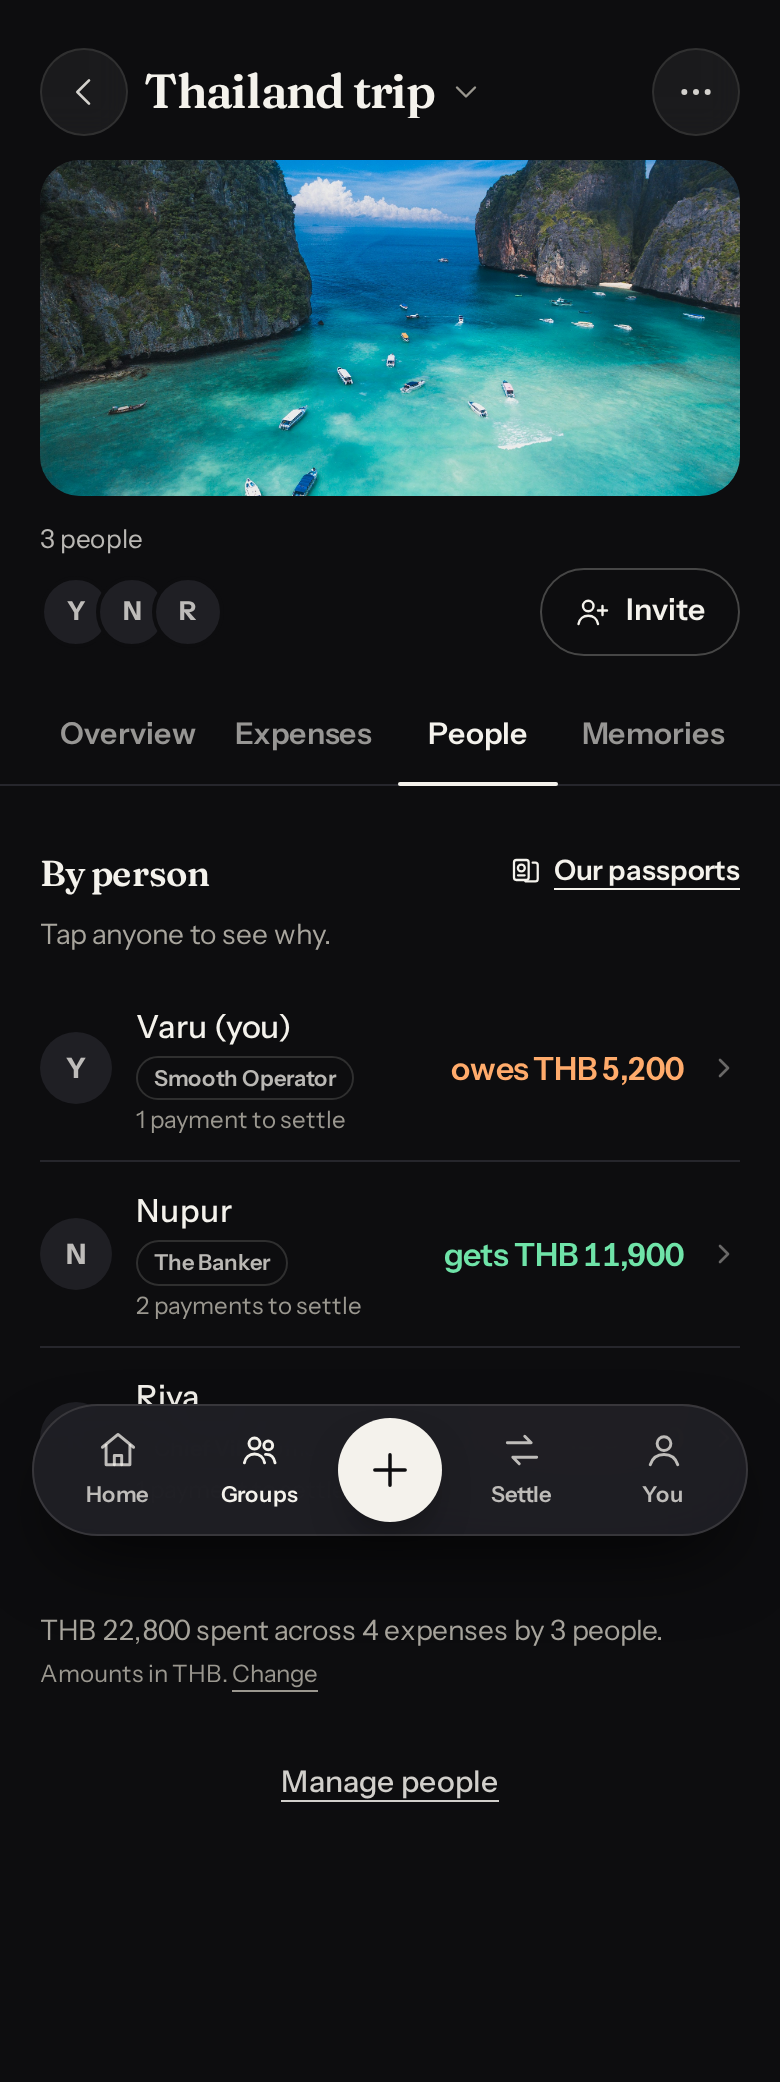 Thailand trip
3 people
Y N R
Invite
Overview Expenses People Memories
By person
Our passports
Tap anyone to see why.
Y
Varu (you)
Smooth Operator
1 payment to settle
owes THB 5,200
N
Nupur
The Banker
2 payments to settle
gets THB 11,900
Riya
Home Groups Settle You
THB 22,800 spent across 4 expenses by 3 people.
Amounts in THB. Change
Manage people